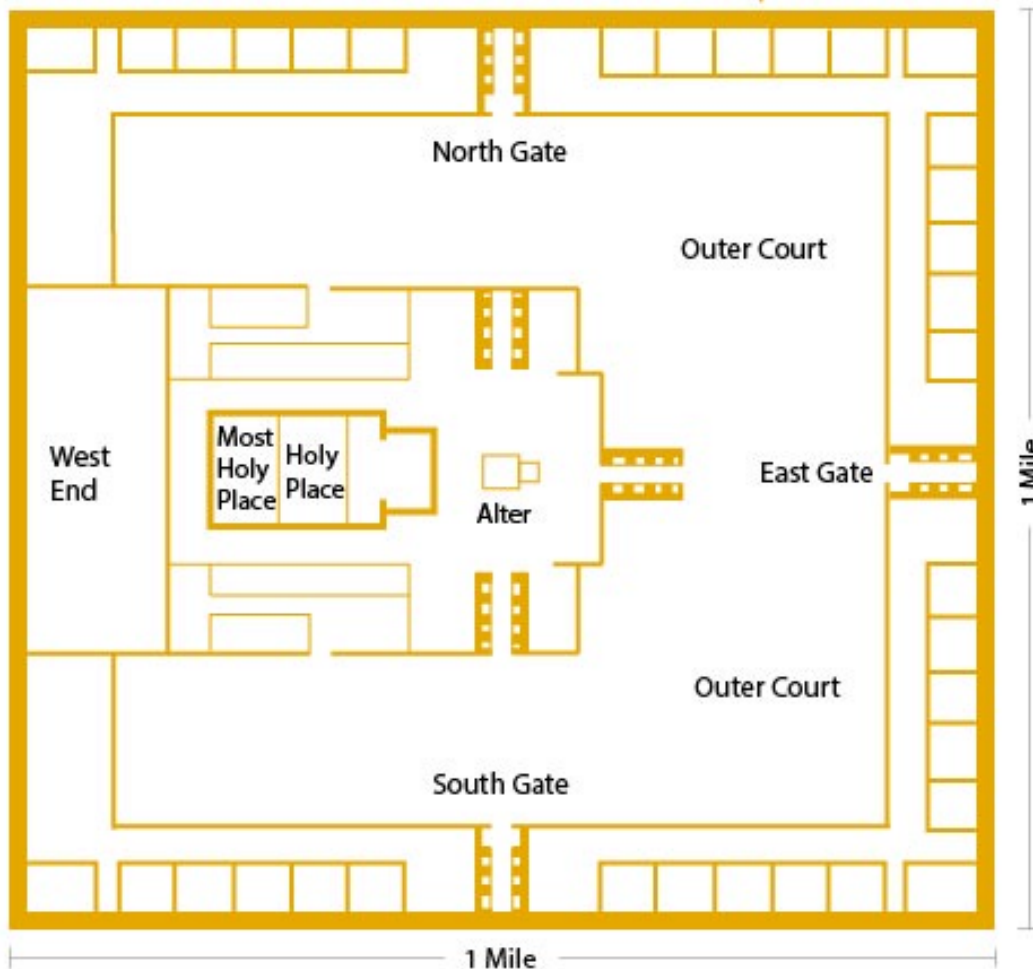 North Gate
Outer Court
West
End
Most
Holy
Place
Holy
Place
East Gate
Alter
1 Mile
Outer Court
South Gate
1 Mile